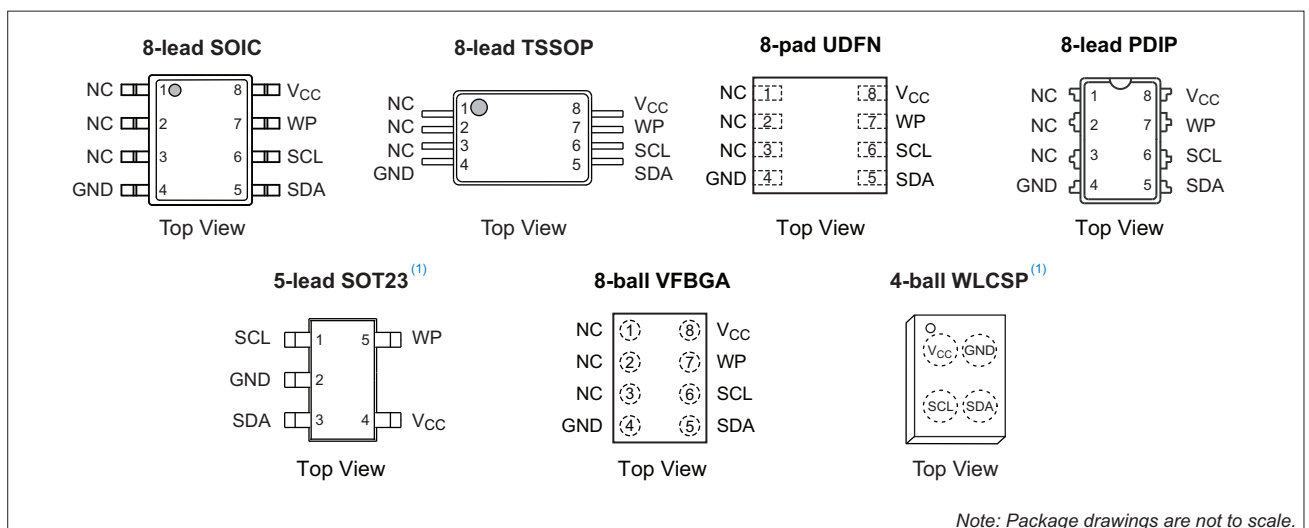 8-lead SOIC
NC 1 8 VCC
NC 2 7 WP
NC 3 6 SCL
GND 4 5 SDA
Top View
8-lead TSSOP
NC 1 8 VCC
NC 2 7 WP
NC 3 6 SCL
GND 4 5 SDA
Top View
8-pad UDFN
NC 1 8 VCC
NC 2 7 WP
NC 3 6 SCL
GND 4 5 SDA
Top View
8-lead PDIP
NC 1 8 VCC
NC 2 7 WP
NC 3 6 SCL
GND 4 5 SDA
Top View
5-lead SOT23 (1)
SCL 1 5 WP
GND 2
SDA 3 4 VCC
Top View
8-ball VFBGA
NC 1 8 VCC
NC 2 7 WP
NC 3 6 SCL
GND 4 5 SDA
Top View
4-ball WLCSP (1)
VCC GND
SCL SDA
Top View
Note: Package drawings are not to scale.